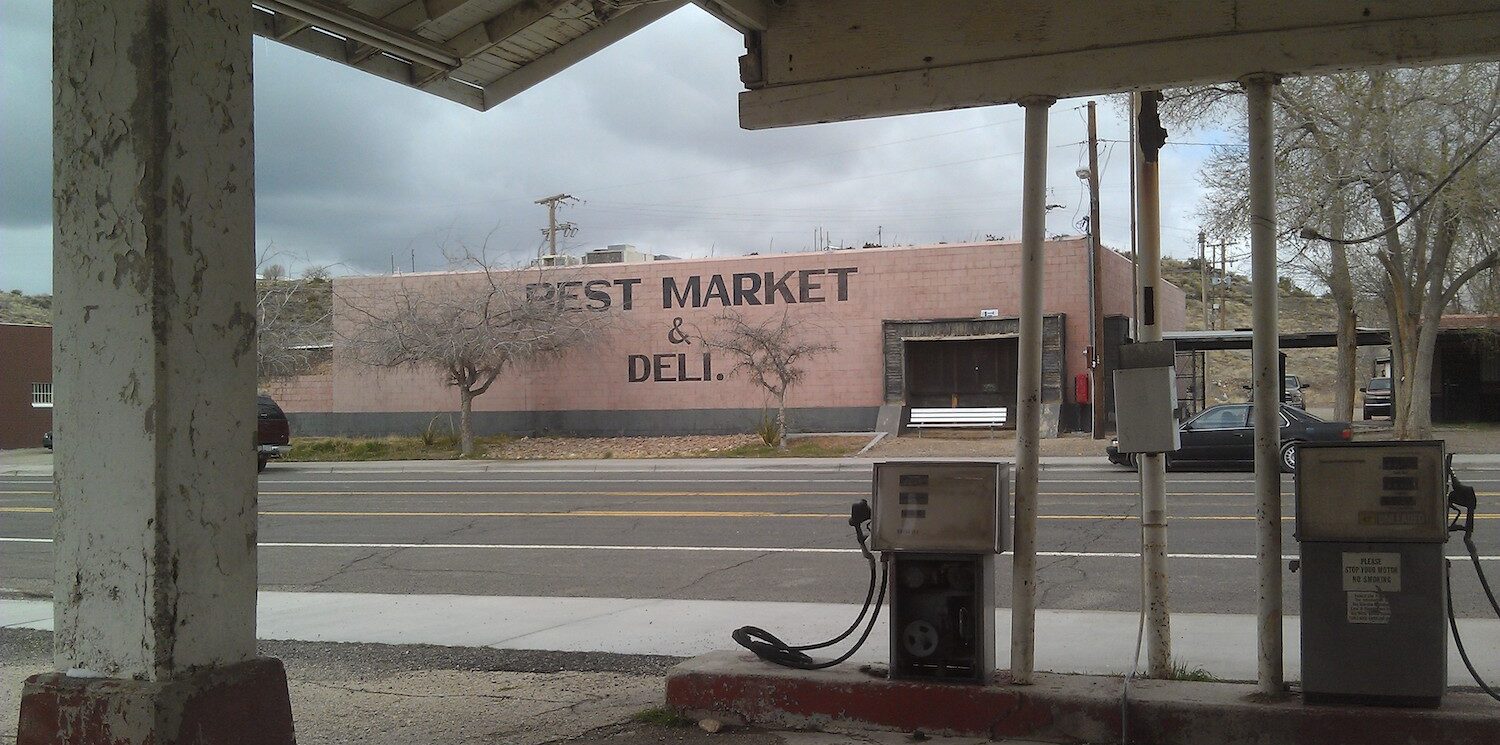 BEST MARKET
&
DELI.
PLEASE
STOP YOUR MOTOR
NO SMOKING